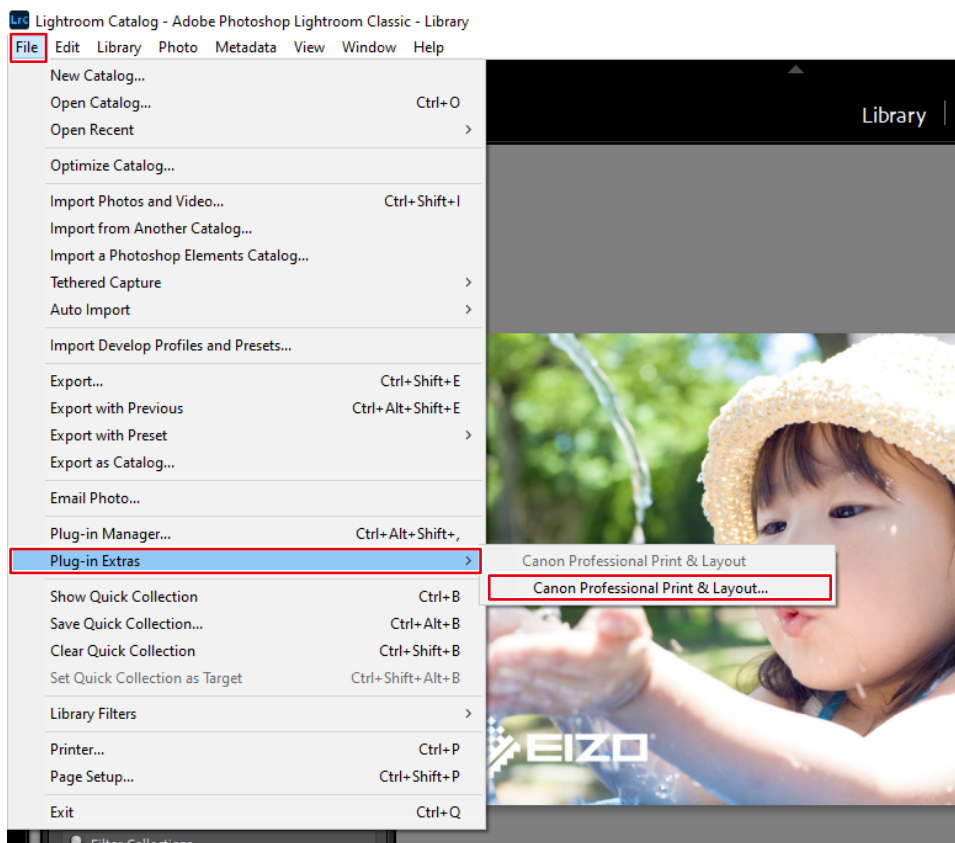 LrC Lightroom Catalog - Adobe Photoshop Lightroom Classic - Library
File Edit Library Photo Metadata View Window Help
New Catalog...
Open Catalog... Ctrl+O
Open Recent >
Library
Optimize Catalog...
Import Photos and Video... Ctrl+Shift+I
Import from Another Catalog...
Import a Photoshop Elements Catalog...
Tethered Capture >
Auto Import >
Import Develop Profiles and Presets...
Export... Ctrl+Shift+E
Export with Previous Ctrl+Alt+Shift+E
Export with Preset >
Export as Catalog...
Email Photo...
Plug-in Manager... Ctrl+Alt+Shift+,
Plug-in Extras >
Canon Professional Print & Layout
Canon Professional Print & Layout...
Show Quick Collection Ctrl+B
Save Quick Collection... Ctrl+Alt+B
Clear Quick Collection Ctrl+Shift+B
Set Quick Collection as Target Ctrl+Shift+Alt+B
Library Filters >
Printer... Ctrl+P
Page Setup... Ctrl+Shift+P
EIZO
Exit Ctrl+Q
Filter Collections